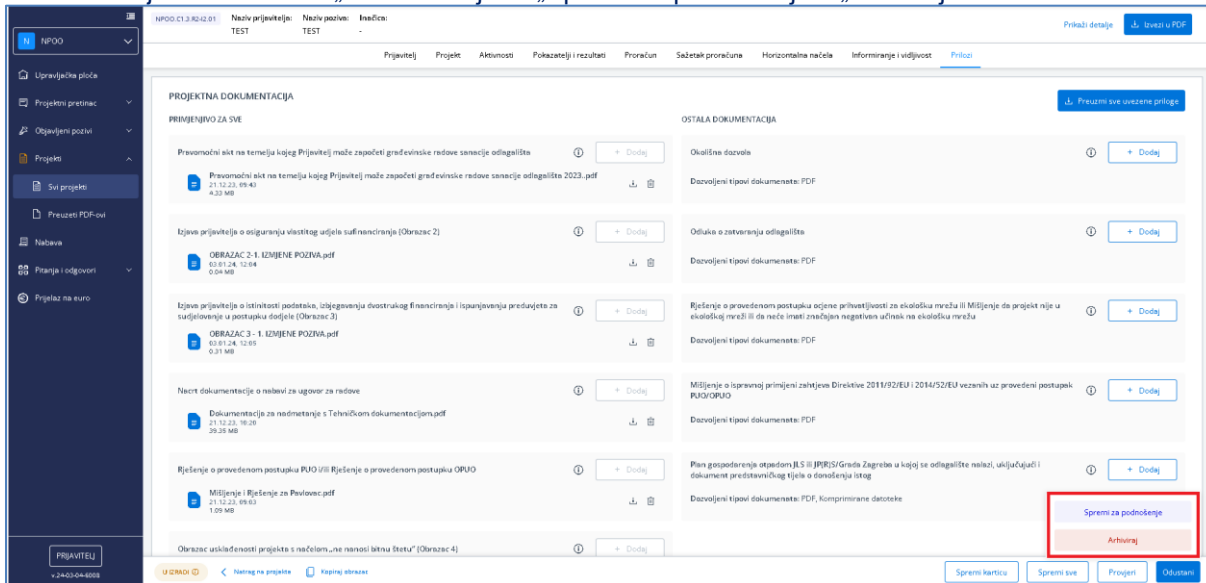 NPOO.C1.3.R2-I2.01
Naziv prijavitelja:
TEST
Naziv poziva:
TEST
Inačica:
-
Prikaži detalje
Izvezi u PDF
N NPOO
Upravljačka ploča
Projektni pretinac
Objavljeni pozivi
Projekti
Svi projekti
Preuzeti PDF-ovi
Nabava
Pitanja i odgovori
Prijelaz na euro
PRIJAVITELJ
v.24-03-04-6008
Prijavitelj Projekt Aktivnosti Pokazatelji i rezultati Proračun Sažetak proračuna Horizontalna načela Informiranje i vidljivost Prilozi
PROJEKTNA DOKUMENTACIJA
Preuzmi sve uvezene priloge
PRIMJENJIVO ZA SVE
Pravomoćni akt na temelju kojeg Prijavitelj može započeti građevinske radove sanacije odlagališta
+ Dodaj
Pravomoćni akt na temelju kojeg Prijavitelj može započeti građevinske radove sanacije odlagališta 2023..pdf
21.12.23, 09:43
4.33 MB
Izjava prijavitelja o osiguranju vlastitog udjela sufinanciranja (Obrazac 2)
+ Dodaj
OBRAZAC 2-1. IZMJENE POZIVA.pdf
03.01.24, 12:04
0.04 MB
Izjava prijavitelja o istinitosti podataka, izbjegavanju dvostrukog financiranja i ispunjavanju preduvjeta za
sudjelovanje u postupku dodjele (Obrazac 3)
+ Dodaj
OBRAZAC 3 - 1. IZMJENE POZIVA.pdf
03.01.24, 12:05
0.31 MB
Nacrt dokumentacije o nabavi za ugovor za radove
+ Dodaj
Dokumentacija za nadmetanje s Tehničkom dokumentacijom.pdf
21.12.23, 10:20
39.35 MB
Rješenje o provedenom postupku PUO i/ili Rješenje o provedenom postupku OPUO
+ Dodaj
Mišljenje i Rješenje za Pavlovac.pdf
21.12.23, 09:03
1.09 MB
Obrazac usklađenosti projekta s načelom „ne nanosi bitnu štetu" (Obrazac 4)
+ Dodaj
OSTALA DOKUMENTACIJA
Okolišna dozvola
+ Dodaj
Dozvoljeni tipovi dokumenata: PDF
Odluka o zatvaranju odlagališta
+ Dodaj
Dozvoljeni tipovi dokumenata: PDF
Rješenje o provedenom postupku ocjene prihvatljivosti za ekološku mrežu ili Mišljenje da projekt nije u
ekološkoj mreži ili da neće imati značajan negativan učinak na ekološku mrežu
+ Dodaj
Dozvoljeni tipovi dokumenata: PDF
Mišljenje o ispravnoj primijeni zahtjeva Direktive 2011/92/EU i 2014/52/EU vezanih uz provedeni postupak
PUO/OPUO
+ Dodaj
Dozvoljeni tipovi dokumenata: PDF
Plan gospodarenja otpadom JLS ili JP(R)S/Grada Zagreba u kojoj se odlagalište nalazi, uključujući i
dokument predstavničkog tijela o donošenju istog
+ Dodaj
Dozvoljeni tipovi dokumenata: PDF, Komprimirane datoteke
Spremi za podnošenje
Arhiviraj
U IZRADI
Natrag na projekte
Kopiraj obrazac
Spremi karticu
Spremi sve
Provjeri
Odustani